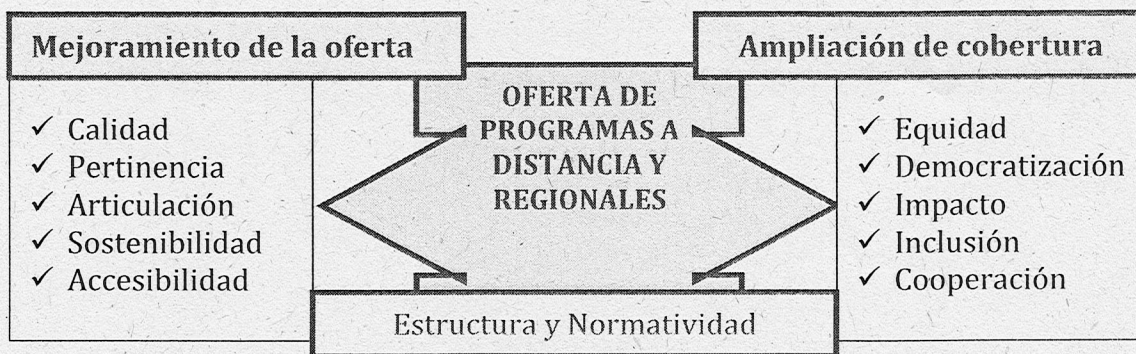 Mejoramiento de la oferta
✓ Calidad
✓ Pertinencia
✓ Articulación
✓ Sostenibilidad
✓ Accesibilidad
OFERTA DE
PROGRAMAS A
DISTANCIA Y
REGIONALES
Estructura y Normatividad
Ampliación de cobertura
✓ Equidad
✓ Democratización
✓ Impacto
✓ Inclusión
✓ Cooperación